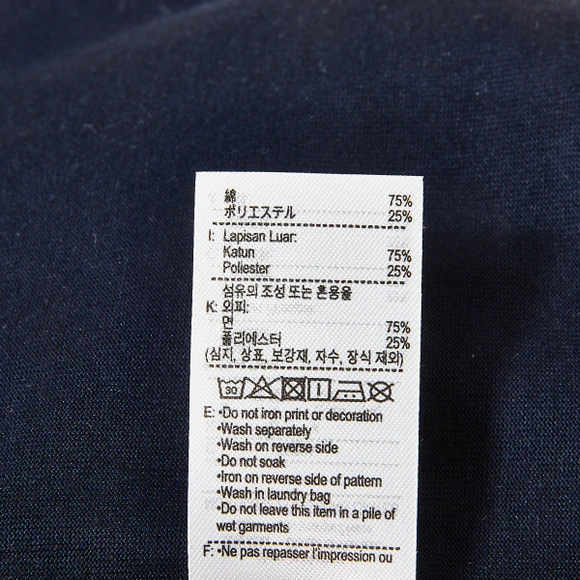 綿 75%
ポリエステル 25%
I: Lapisan Luar:
Katun 75%
Poliester 25%
섬유의 조성 또는 혼용율
K: 외피:
면 75%
폴리에스터 25%
(심지, 상표, 보강재, 자수, 장식 제외)
30
E: •Do not iron print or decoration
•Wash separately
•Wash on reverse side
•Do not soak
•Iron on reverse side of pattern
•Wash in laundry bag
•Do not leave this item in a pile of
wet garments
F: •Ne pas repasser l'impression ou